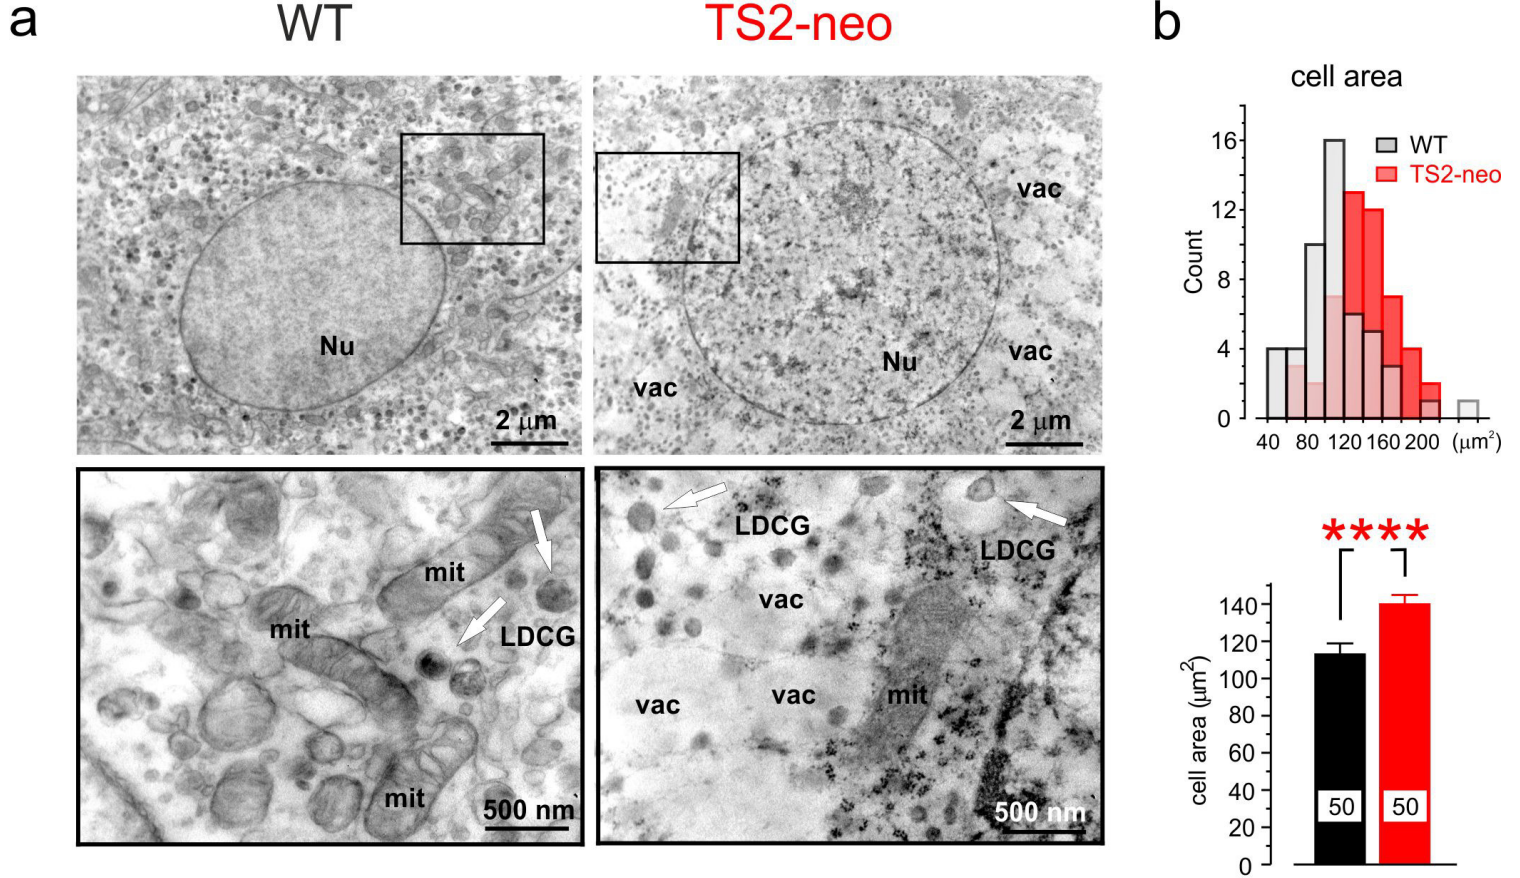 a
WT
TS2-neo
b
Nu
2 μm
vac
vac
vac
Nu
2 μm
mit
mit
LDCG
mit
500 nm
LDCG
LDCG
vac
vac
vac
mit
500 nm
cell area
Count
16
12
8
4
0
WT
TS2-neo
40 80 120 160 200 (μm²)
****
cell area (μm²)
140
120
100
80
60
40
20
0
50 50